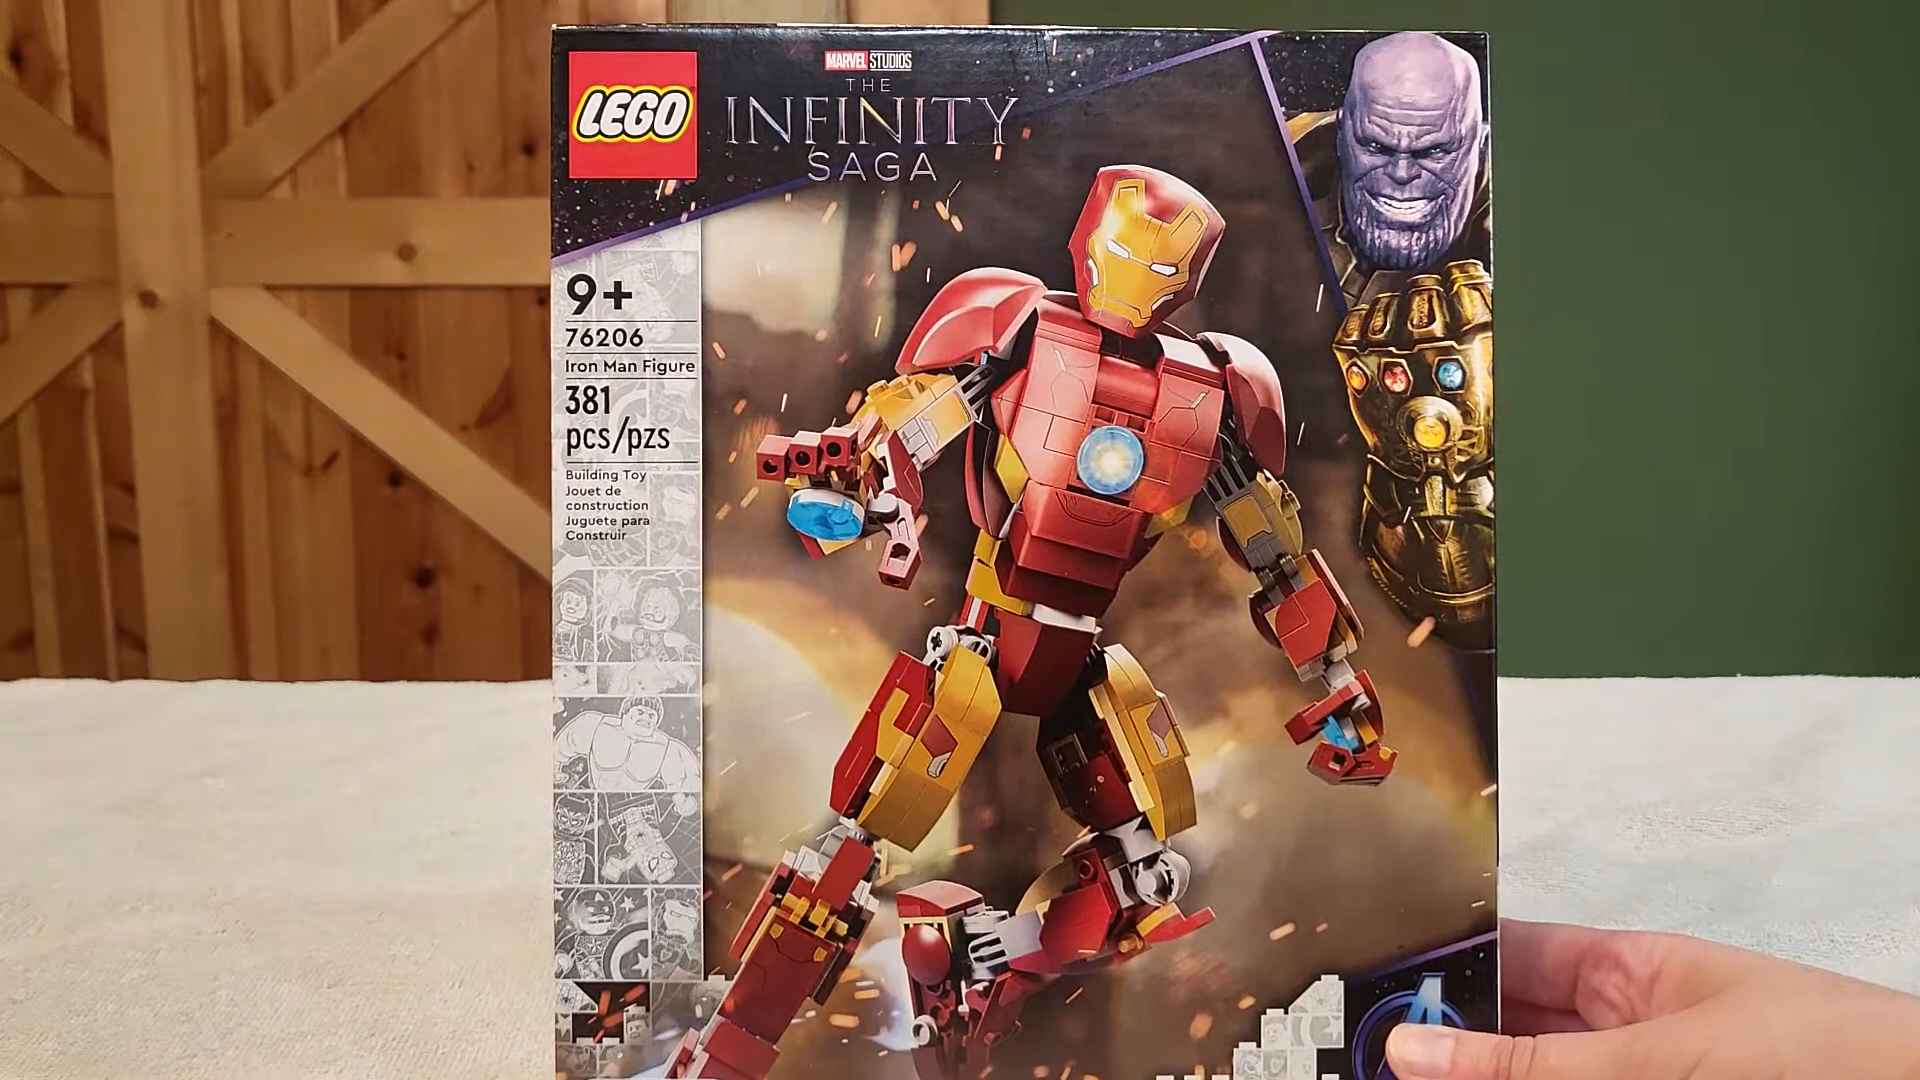 LEGO
MARVEL STUDIOS
THE
INFINITY
SAGA
9+
76206
Iron Man Figure
381
pcs/pzs
Building Toy
Jouet de
construction
Juguete para
Construir